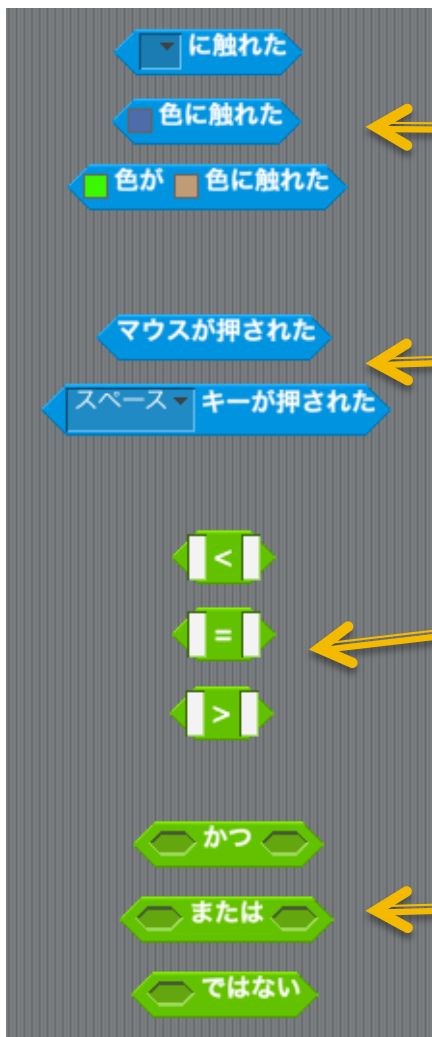 に触れた
色に触れた
色が 色に触れた
マウスが押された
スペース キーが押された
<
=
>
かつ
または
ではない